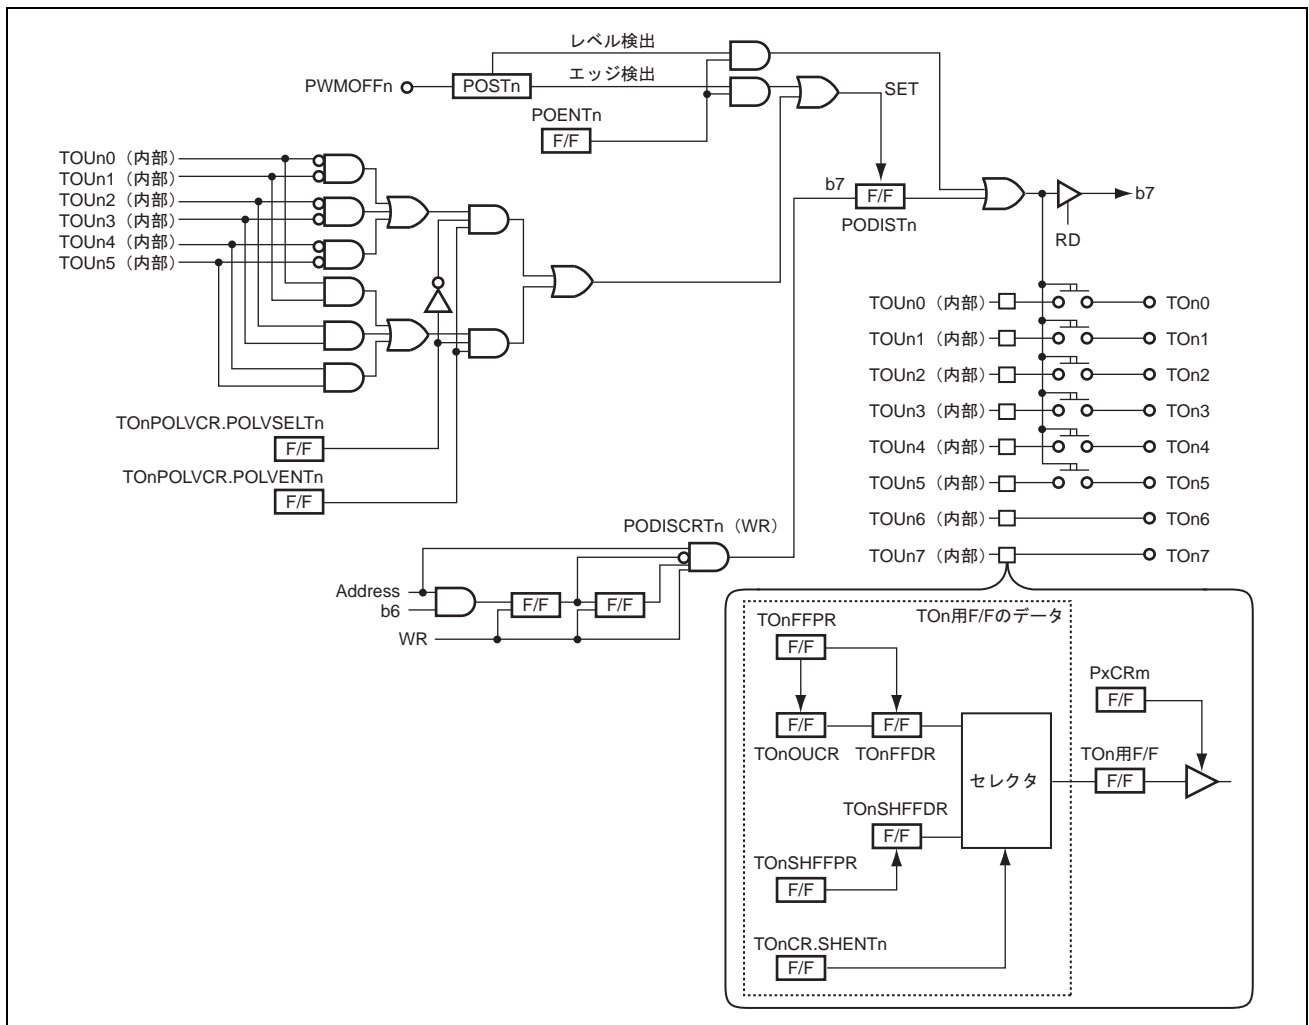 レベル検出
PWMOFFn
POSTn
エッジ検出
SET
POENTn
F/F
TOUn0（内部）
TOUn1（内部）
TOUn2（内部）
TOUn3（内部）
TOUn4（内部）
TOUn5（内部）
b7
F/F
PODISTn
b7
RD
TOUn0（内部）
TOn0
TOUn1（内部）
TOn1
TOUn2（内部）
TOn2
TOUn3（内部）
TOn3
TOUn4（内部）
TOn4
TOUn5（内部）
TOn5
TOUn6（内部）
TOn6
TOUn7（内部）
TOn7
TOnPOLVCR.POLVSELTn
F/F
TOnPOLVCR.POLVENTn
F/F
PODISCRTn（WR）
Address
b6
F/F
F/F
WR
TOn用F/Fのデータ
TOnFFPR
F/F
F/F
TOnOUCR
F/F
TOnFFDR
セレクタ
PxCRm
F/F
TOn用F/F
F/F
TOnSHFFDR
F/F
TOnSHFFPR
F/F
TOnCR.SHENTn
F/F